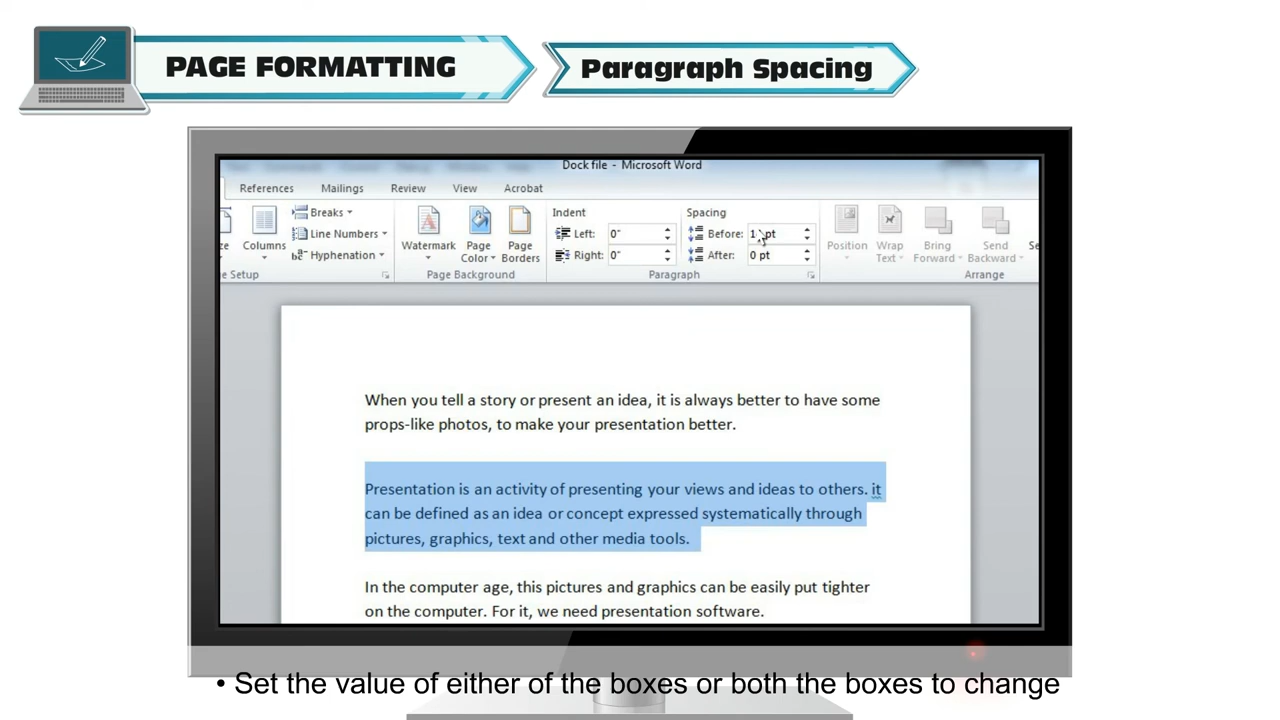 PAGE FORMATTING
Paragraph Spacing
Dock file - Microsoft Word
References Mailings Review View Acrobat
Breaks
Line Numbers
Hyphenation
Columns
Setup
Watermark
Page Color
Page Borders
Page Background
Indent
Left: 0"
Right: 0"
Spacing
Before: pt
After: 0 pt
Paragraph
Position
Wrap Text
Bring Forward
Send Backward
Arrange
When you tell a story or present an idea, it is always better to have some
props-like photos, to make your presentation better.
Presentation is an activity of presenting your views and ideas to others. it
can be defined as an idea or concept expressed systematically through
pictures, graphics, text and other media tools.
In the computer age, this pictures and graphics can be easily put tighter
on the computer. For it, we need presentation software.
• Set the value of either of the boxes or both the boxes to change